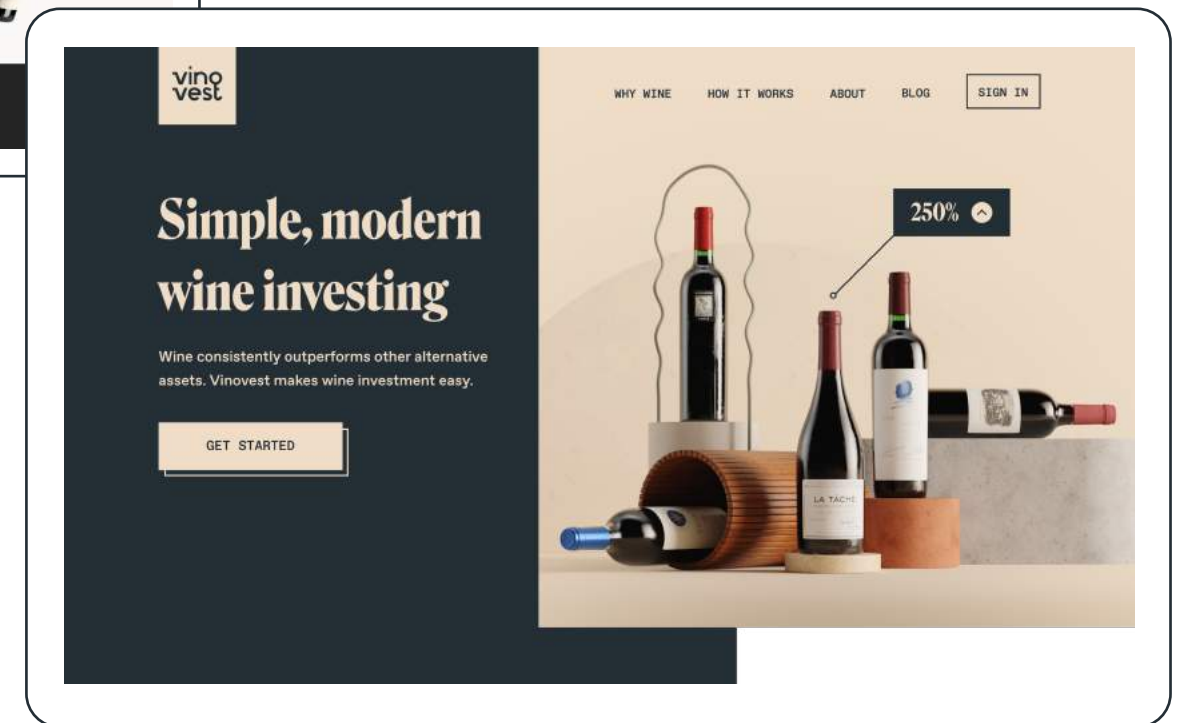 vino
vest
WHY WINE
HOW IT WORKS
ABOUT
BLOG
SIGN IN
Simple, modern
wine investing
Wine consistently outperforms other alternative
assets. Vinovest makes wine investment easy.
GET STARTED
250%
LA TÂCHE